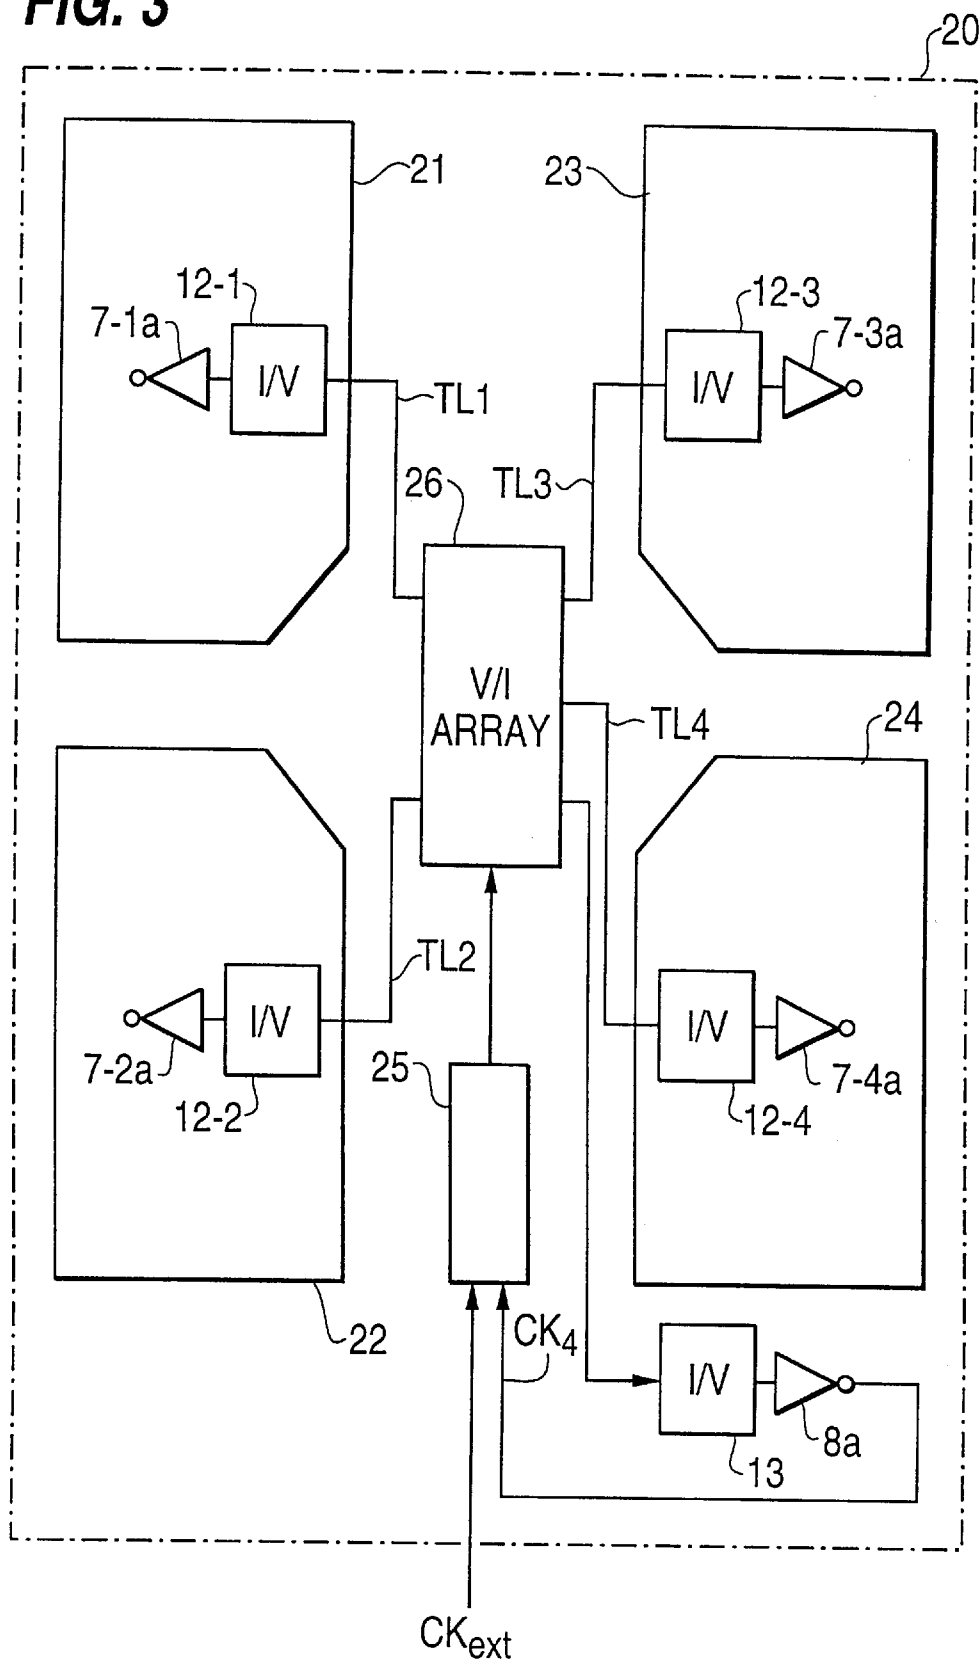 FIG. 3
20
21
23
12-1
7-1a
I/V
TL1
12-3
7-3a
I/V
TL3
26
V/I
ARRAY
TL4
24
TL2
I/V
7-2a
12-2
25
I/V
7-4a
12-4
22
CK4
I/V
8a
13
CKext